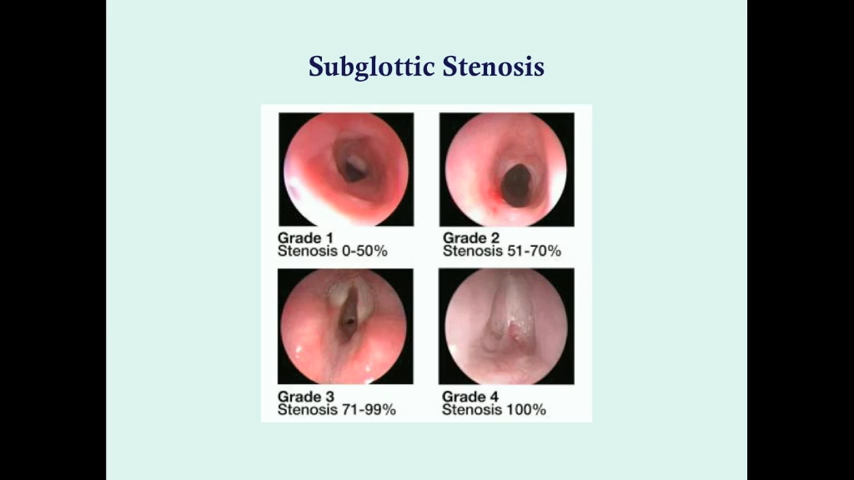 Subglottic Stenosis
Grade 1
Stenosis 0-50%
Grade 2
Stenosis 51-70%
Grade 3
Stenosis 71-99%
Grade 4
Stenosis 100%